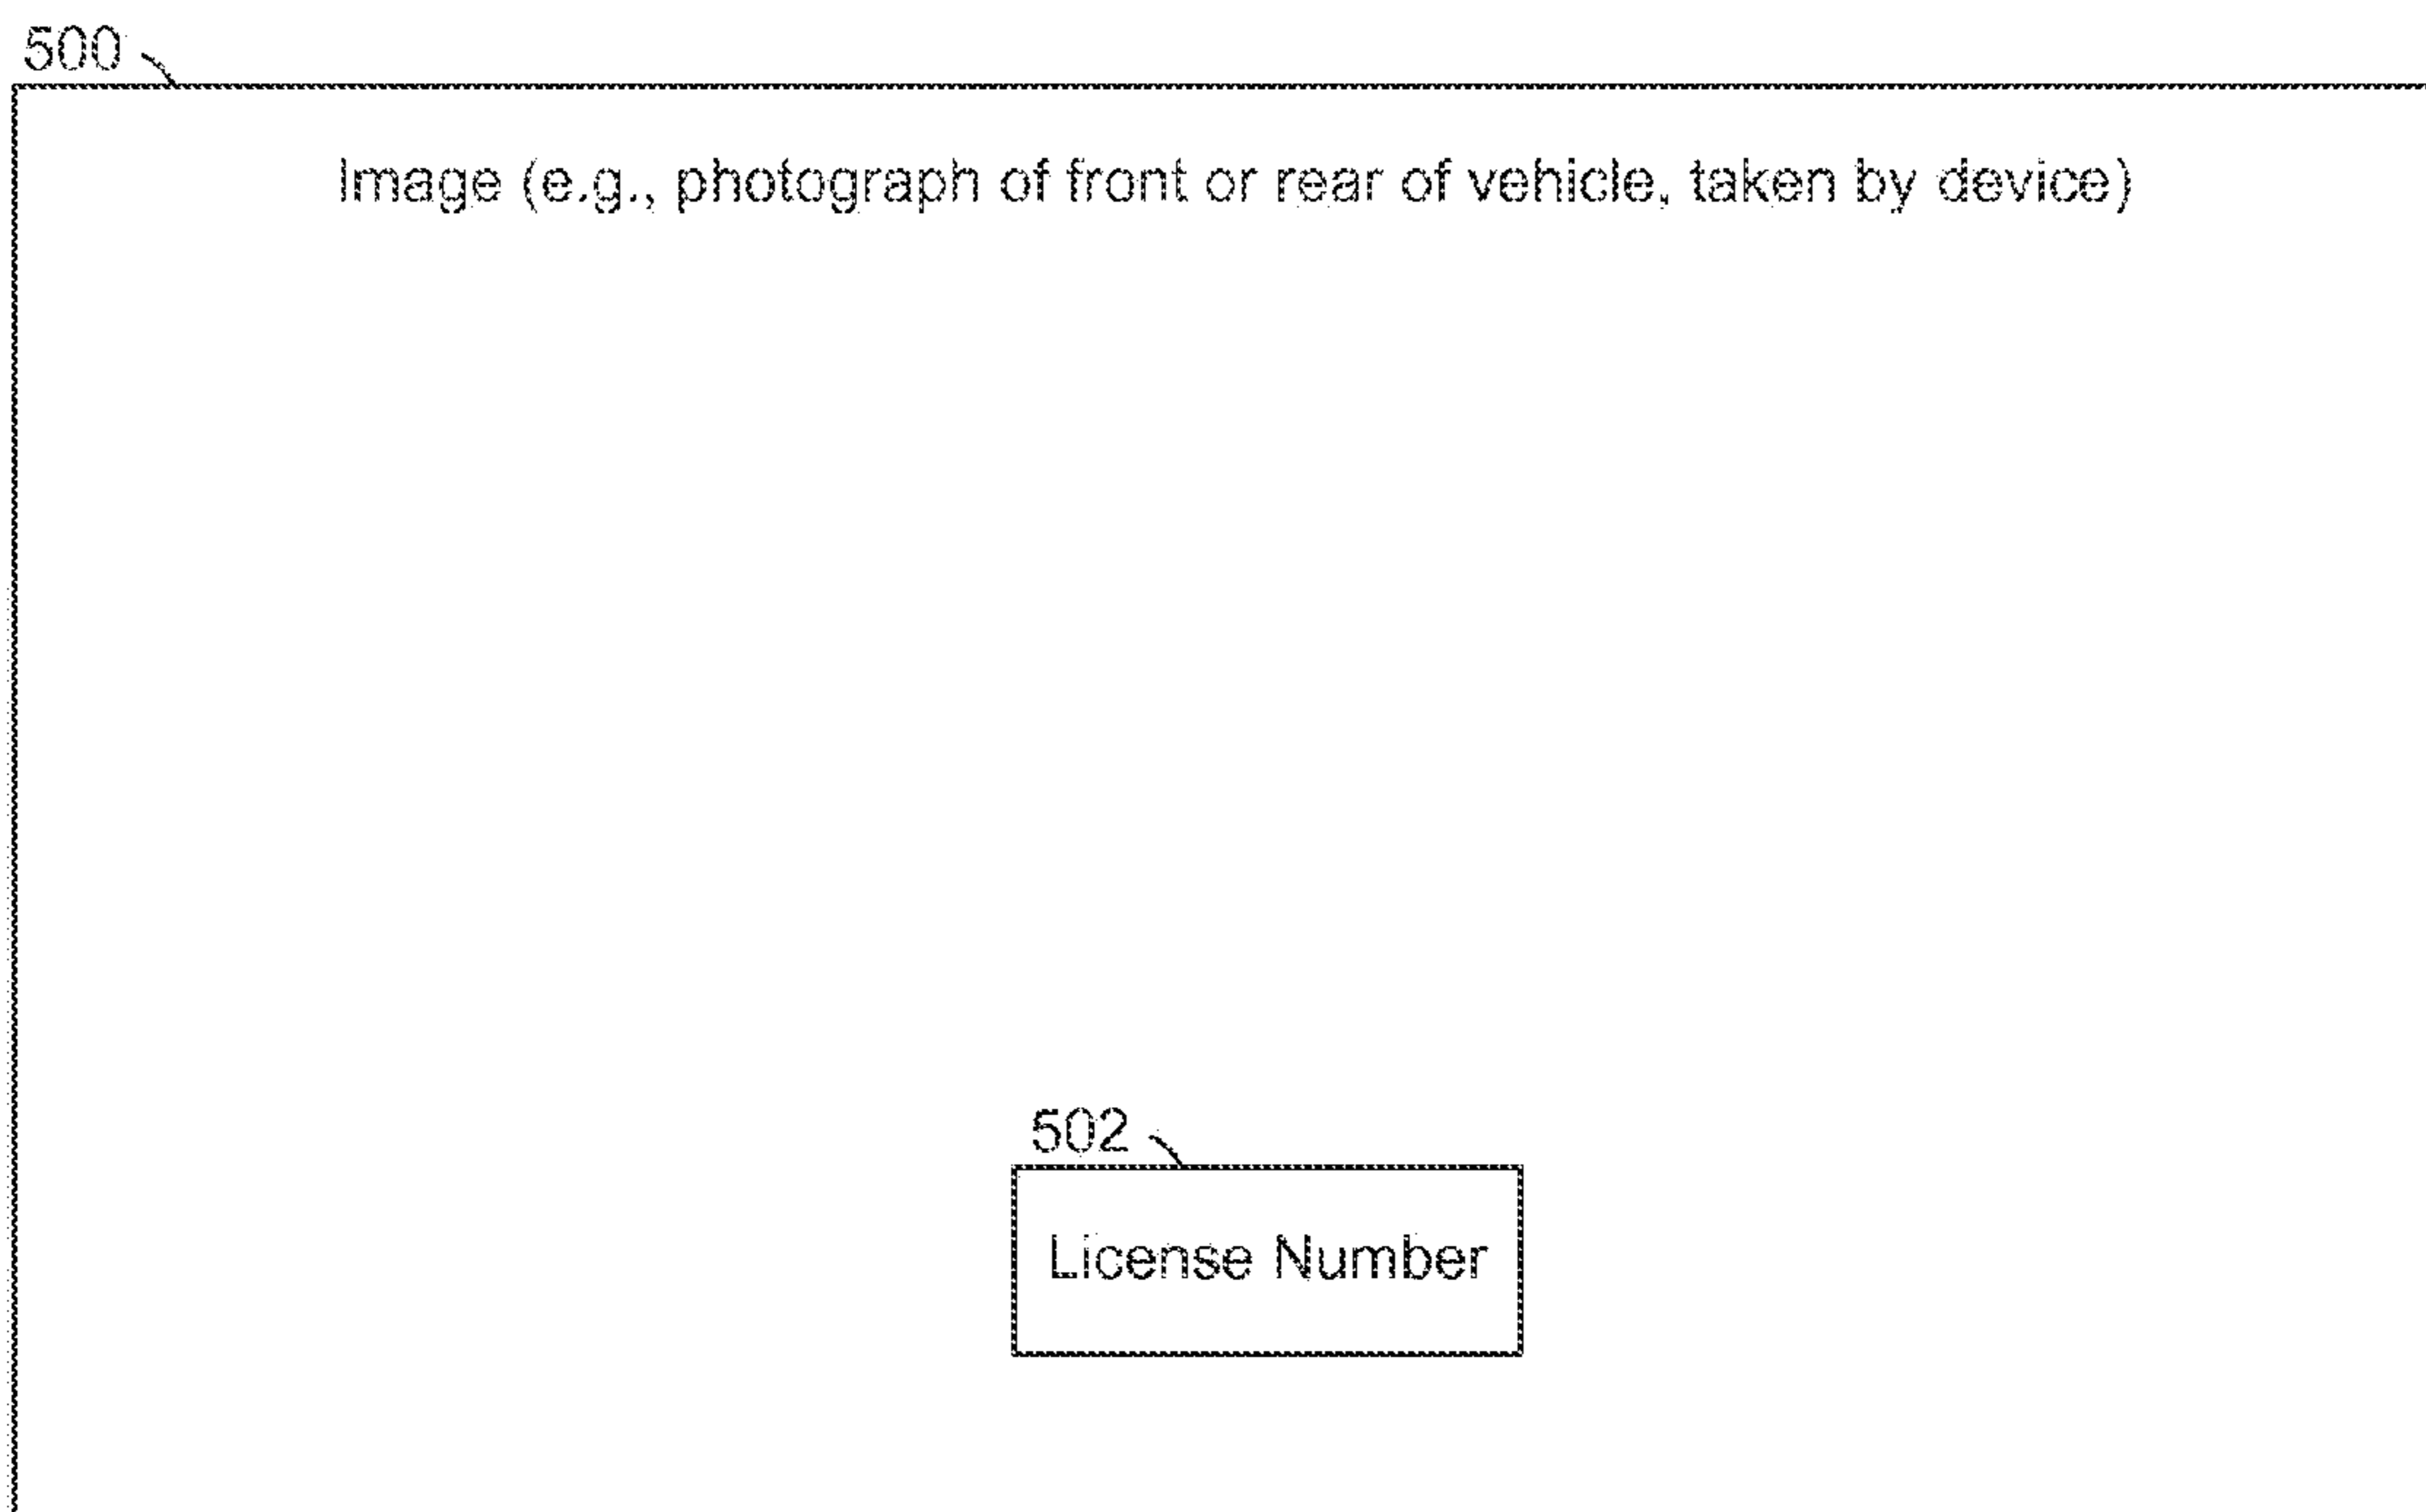 500
Image (e.g., photograph of front or rear of vehicle, taken by device)
502
License Number